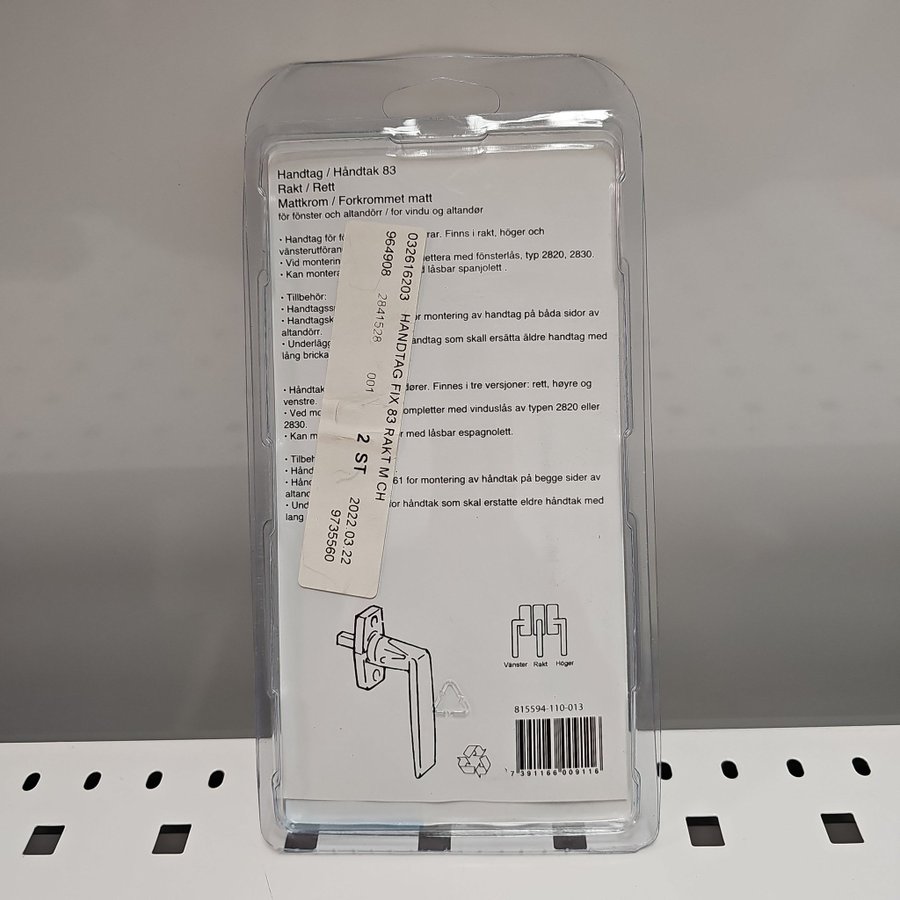 Handtag / Håndtak 83
Rakt / Rett
Mattkrom / Forkrommet matt
för fönster och altandörr / for vindu og altandør
• Handtag för
rar. Finns i rakt, höger och
vänsterutföran
• Vid montering
lettera med fönsterlås, typ 2820, 2830.
• Kan montera
låsbar spanjolett .
• Tillbehör:
• Handtagss
• Handtagsk
r montering av handtag på båda sidor av
altandörr.
• Underlägg
andtag som skall ersätta äldre handtag med
lång bricka
• Håndtak
dører. Finnes i tre versjoner: rett, høyre og
venstre.
• Ved mo
kompletter med vinduslås av typen 2820 eller
2830.
• Kan m
r med låsbar espagnolett.
• Tilbeh
• Hånd
• Hånd
61 for montering av håndtak på begge sider av
altand
• Und
or håndtak som skal erstatte eldre håndtak med
lang
032616203 HANDTAG FIX 83 RAKT M CH
964908 2841528 001 2 ST 2022.03.22
9735560
Vänster Rakt Höger
815594-110-013
7 391166 009116